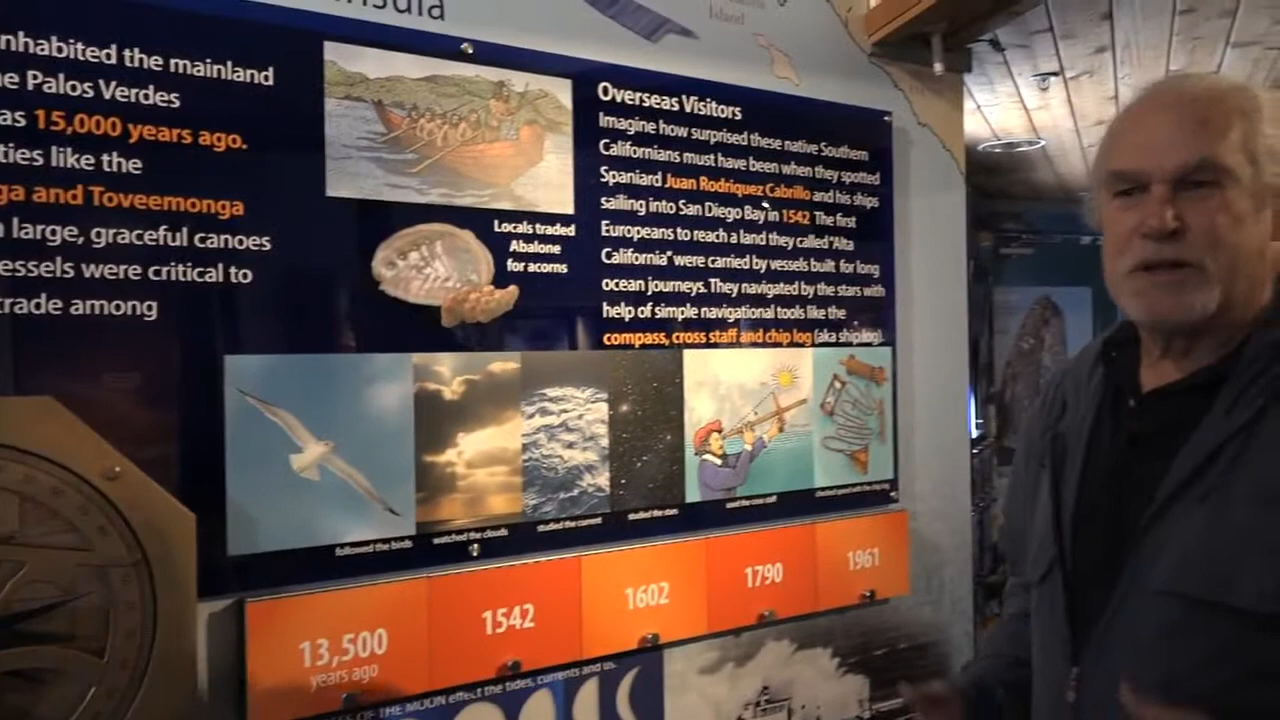 insula
Island
nhabited the mainland
e Palos Verdes
as 15,000 years ago.
ties like the
ga and Toveemonga
large, graceful canoes
essels were critical to
trade among
Locals traded
Abalone
for acorns
Overseas Visitors
Imagine how surprised these native Southern
Californians must have been when they spotted
Spaniard Juan Rodriquez Cabrillo and his ships
sailing into San Diego Bay in 1542 The first
Europeans to reach a land they called "Alta
California" were carried by vessels built for long
ocean journeys. They navigated by the stars with
help of simple navigational tools like the
compass, cross staff and chip log (aka ship log).
followed the birds
watched the clouds
studied the current
studied the stars
used the cross staff
checked speed with the chip log
13,500
years ago
1542
1602
1790
1961
OF THE MOON effect the tides, currents and us.